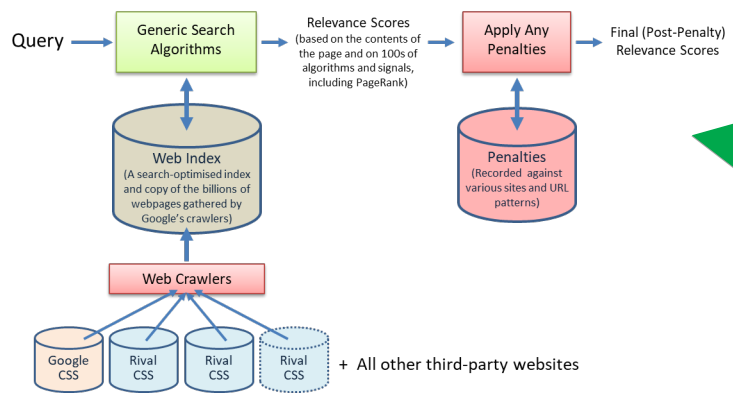 Query
Generic Search
Algorithms
Relevance Scores
(based on the contents of
the page and on 100s of
algorithms and signals,
including PageRank)
Apply Any
Penalties
Final (Post-Penalty)
Relevance Scores
Web Index
(A search-optimised index
and copy of the billions of
webpages gathered by
Google's crawlers)
Penalties
(Recorded against
various sites and URL
patterns)
Web Crawlers
Google
CSS
Rival
CSS
Rival
CSS
Rival
CSS
+ All other third-party websites